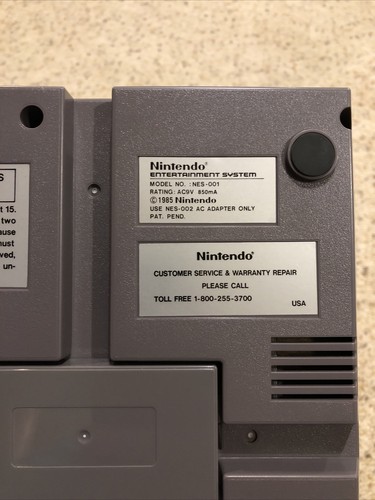 S
t 15.
two
ause
must
ved,
un-
Nintendo®
ENTERTAINMENT SYSTEM
MODEL NO. : NES-001
RATING: AC9V 850mA
©1985 Nintendo
USE NES-002 AC ADAPTER ONLY
PAT. PEND.
Nintendo®
CUSTOMER SERVICE & WARRANTY REPAIR
PLEASE CALL
TOLL FREE 1-800-255-3700
USA